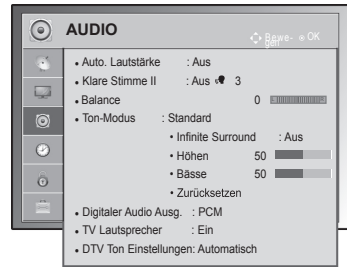 AUDIO
Bewe- OK
gen
• Auto. Lautstärke : Aus
• Klare Stimme II : Aus 3
• Balance 0
• Ton-Modus : Standard
• Infinite Surround : Aus
• Höhen 50
• Bässe 50
• Zurücksetzen
• Digitaler Audio Ausg. : PCM
• TV Lautsprecher : Ein
• DTV Ton Einstellungen: Automatisch